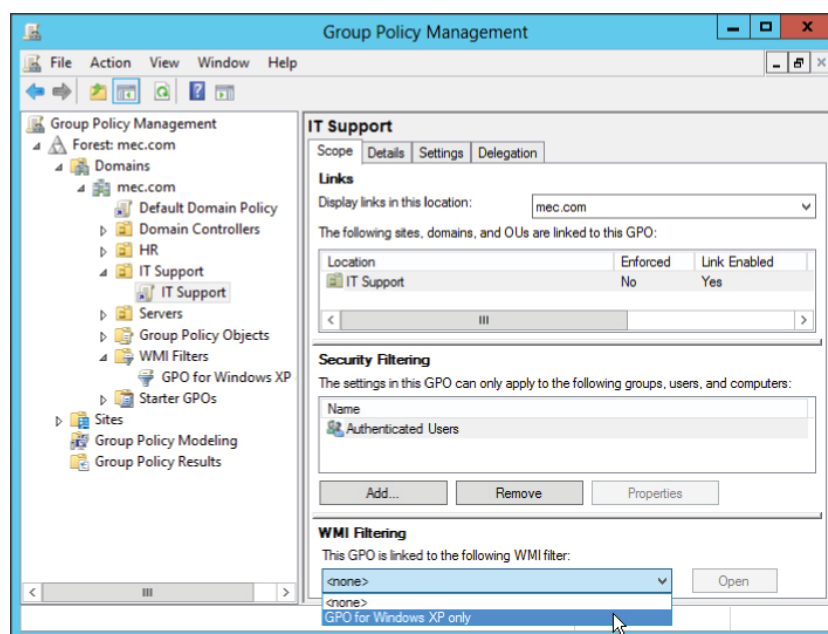 Group Policy Management
File Action View Window Help
Group Policy Management
Forest: mec.com
Domains
mec.com
Default Domain Policy
Domain Controllers
HR
IT Support
IT Support
Servers
Group Policy Objects
WMI Filters
GPO for Windows XP
Starter GPOs
Sites
Group Policy Modeling
Group Policy Results
IT Support
Scope Details Settings Delegation
Links
Display links in this location: mec.com
The following sites, domains, and OUs are linked to this GPO:
Location Enforced Link Enabled
IT Support No Yes
Security Filtering
The settings in this GPO can only apply to the following groups, users, and computers:
Name
Authenticated Users
Add... Remove Properties
WMI Filtering
This GPO is linked to the following WMI filter:
<none> Open
<none>
GPO for Windows XP only